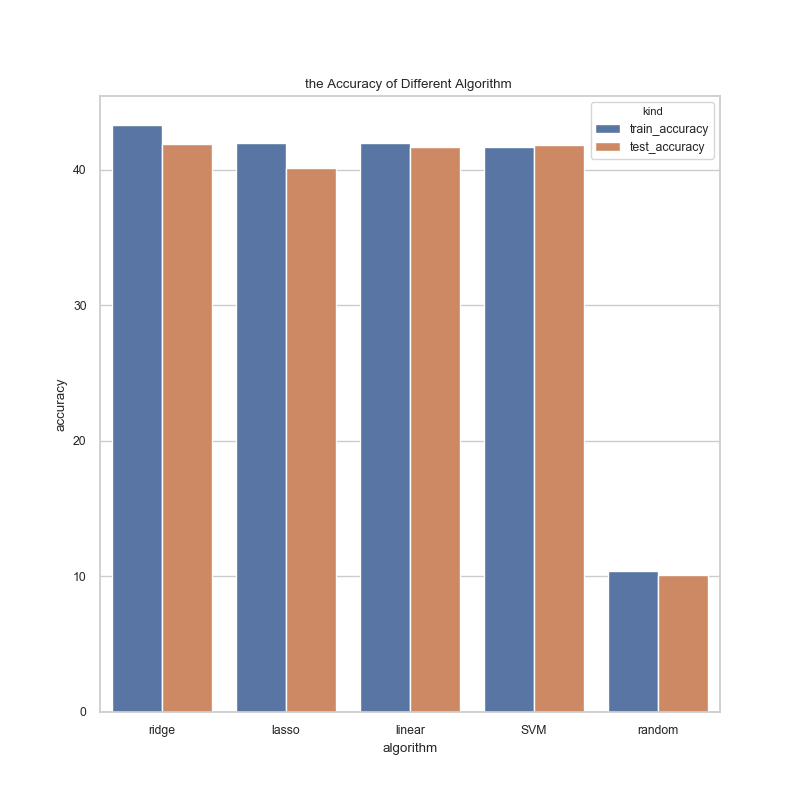 the Accuracy of Different Algorithm
kind
train_accuracy
test_accuracy
40
30
20
10
0
accuracy
ridge lasso linear SVM random
algorithm